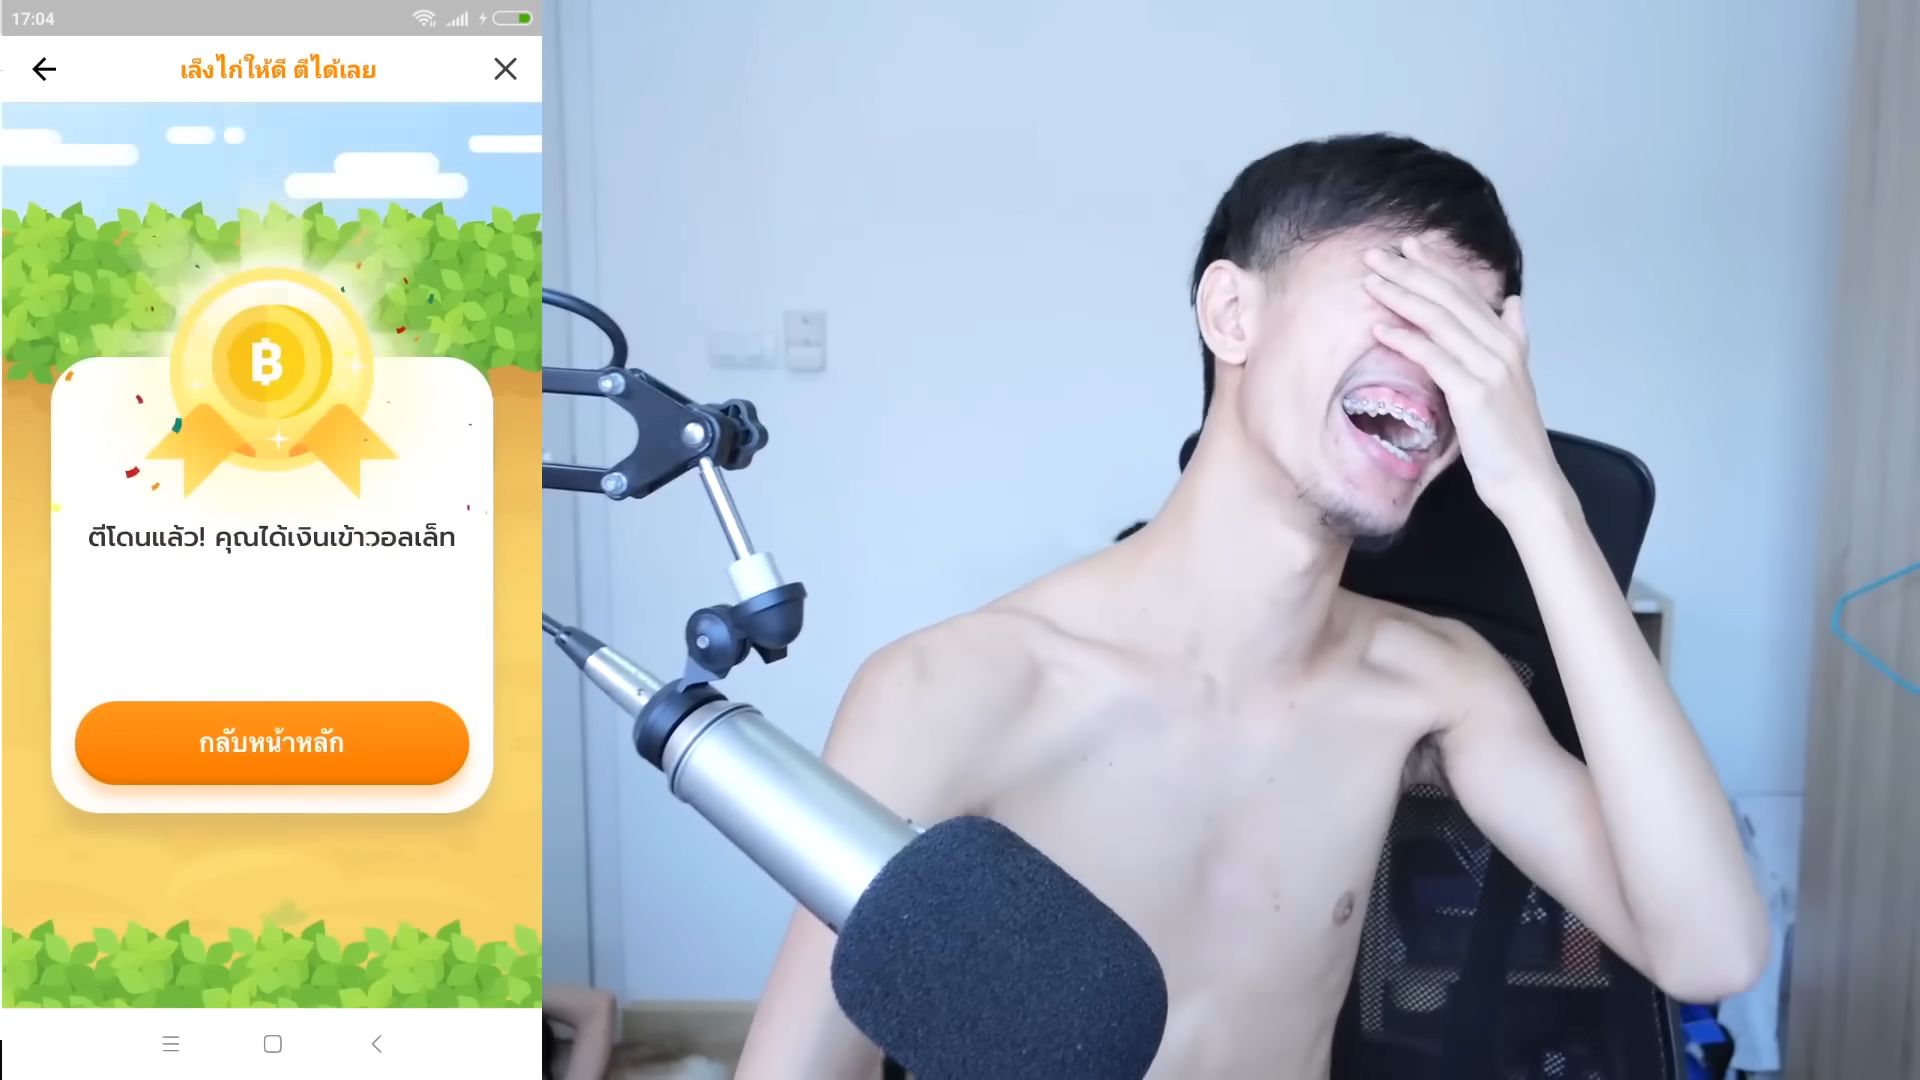 17:04
เล็งไก่ให้ดี ตีได้เลย
฿
ตีโดนแล้ว! คุณได้เงินเข้าวอลเล็ท
กลับหน้าหลัก